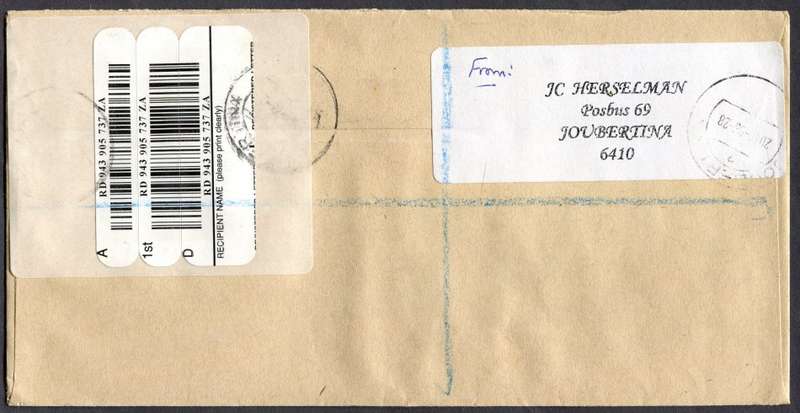 A
RD 943 905 737 ZA
1st
RD 943 905 737 ZA
D
RD 943 905 737 ZA
RECIPIENT NAME (please print clearly)
From:
JC HERSELMAN
Posbus 69
JOUBERTINA
6410